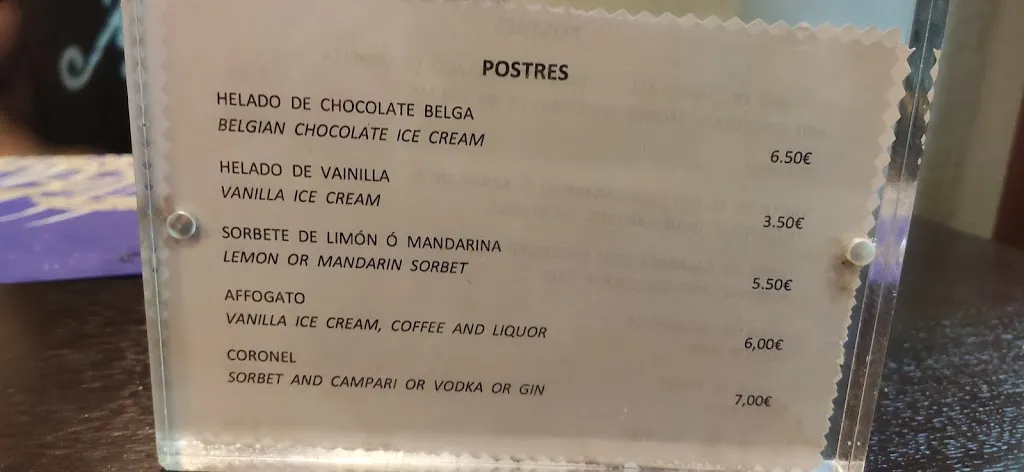 POSTRES
HELADO DE CHOCOLATE BELGA
BELGIAN CHOCOLATE ICE CREAM
6.50€
HELADO DE VAINILLA
VANILLA ICE CREAM
3.50€
SORBETE DE LIMÓN Ó MANDARINA
LEMON OR MANDARIN SORBET
5.50€
AFFOGATO
VANILLA ICE CREAM, COFFEE AND LIQUOR
6,00€
CORONEL
SORBET AND CAMPARI OR VODKA OR GIN
7,00€